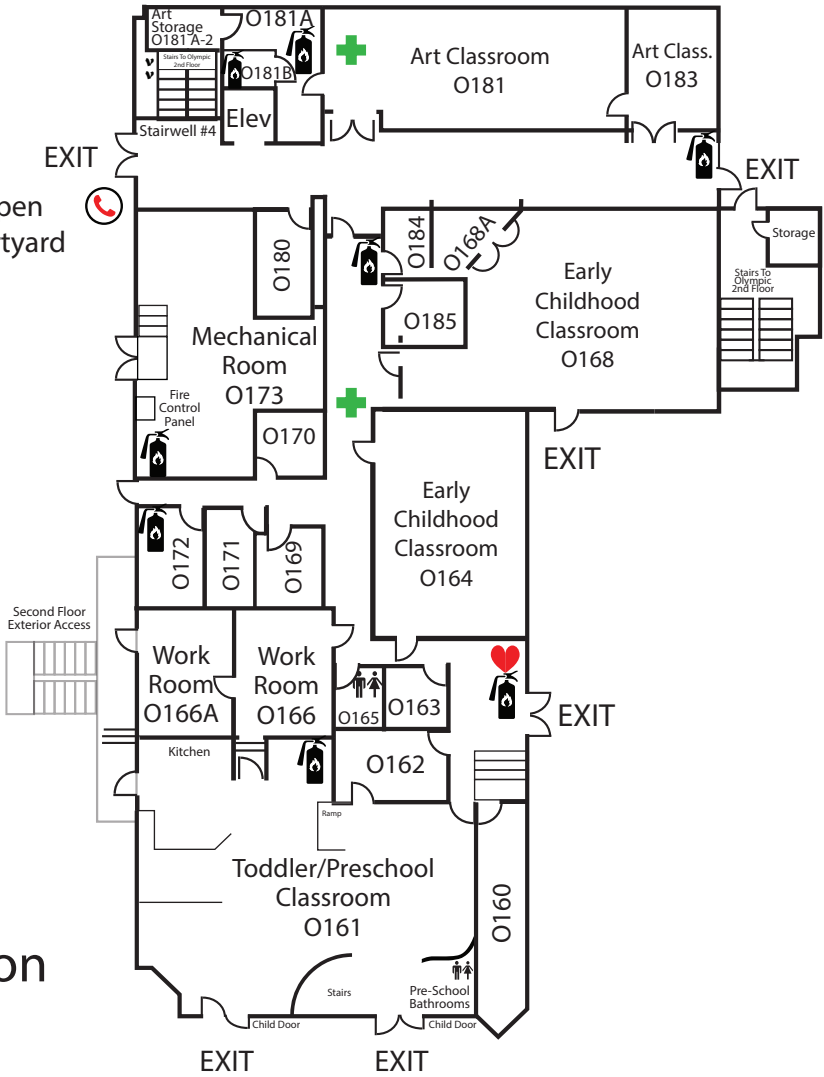 Art
Storage
O181 A-2
O181A
Stairs To Olympic
2nd Floor
O181B
Art Classroom
O181
Art Class.
O183
Elev
Stairwell #4
EXIT
EXIT
pen
tyard
O180
O184
O168A
Storage
Stairs To
Olympic
2nd Floor
Early
Childhood
Classroom
O168
O185
Mechanical
Room
O173
Fire
Control
Panel
O170
EXIT
Early
Childhood
Classroom
O164
O172
O171
O169
Second Floor
Exterior Access
Work
Room
O166A
Work
Room
O166
O165
O163
EXIT
Kitchen
O162
Ramp
Toddler/Preschool
Classroom
O161
O160
on
Stairs
Pre-School
Bathrooms
Child Door
Child Door
EXIT
EXIT